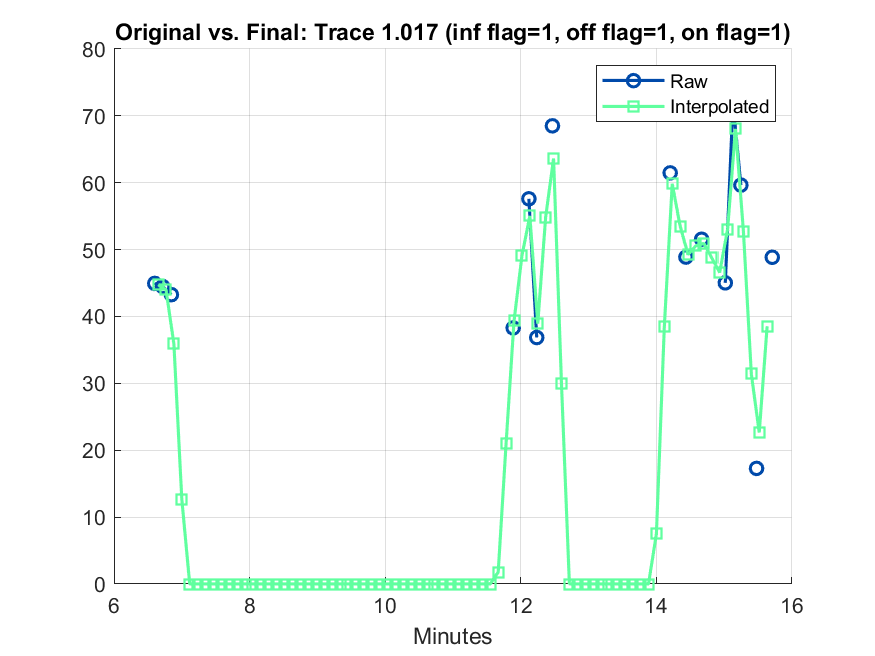 Original vs. Final: Trace 1.017 (inf flag=1, off flag=1, on flag=1)
80
70
60
50
40
30
20
10
0
Raw
Interpolated
6 8 10 12 14 16
Minutes